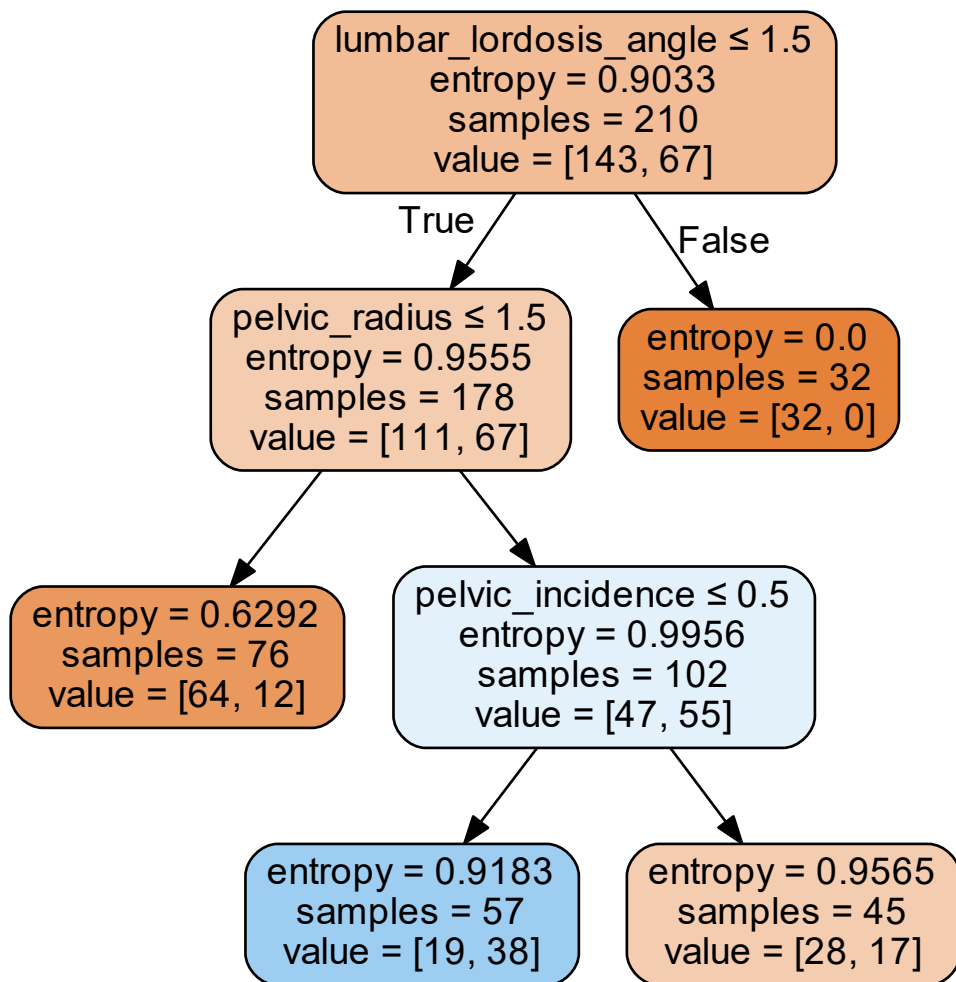 lumbar_lordosis_angle ≤ 1.5
entropy = 0.9033
samples = 210
value = [143, 67]
True
False
pelvic_radius ≤ 1.5
entropy = 0.9555
samples = 178
value = [111, 67]
entropy = 0.0
samples = 32
value = [32, 0]
entropy = 0.6292
samples = 76
value = [64, 12]
pelvic_incidence ≤ 0.5
entropy = 0.9956
samples = 102
value = [47, 55]
entropy = 0.9183
samples = 57
value = [19, 38]
entropy = 0.9565
samples = 45
value = [28, 17]